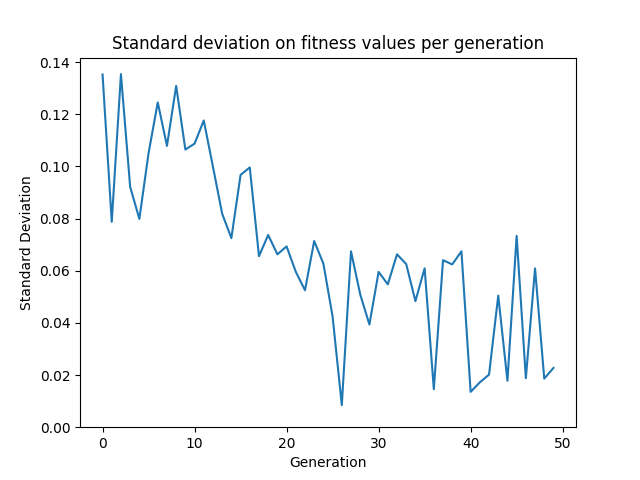 Standard deviation on fitness values per generation
0.14
0.12
0.10
0.08
0.06
0.04
0.02
0.00
Standard Deviation
0 10 20 30 40 50
Generation